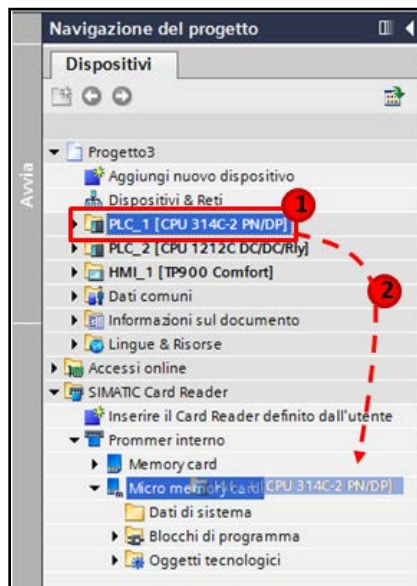 Navigazione del progetto
Dispositivi
Avvia
Progetto3
Aggiungi nuovo dispositivo
Dispositivi & Reti
1
PLC_1 [CPU 314C-2 PN/DP]
PLC_2 [CPU 1212C DC/DC/Rly]
HMI_1 [TP900 Comfort]
2
Dati comuni
Informazioni sul documento
Lingue & Risorse
Accessi online
SIMATIC Card Reader
Inserire il Card Reader definito dall'utente
Prommer interno
Memory card
Micro memory card [CPU 314C-2 PN/DP]
Dati di sistema
Blocchi di programma
Oggetti tecnologici